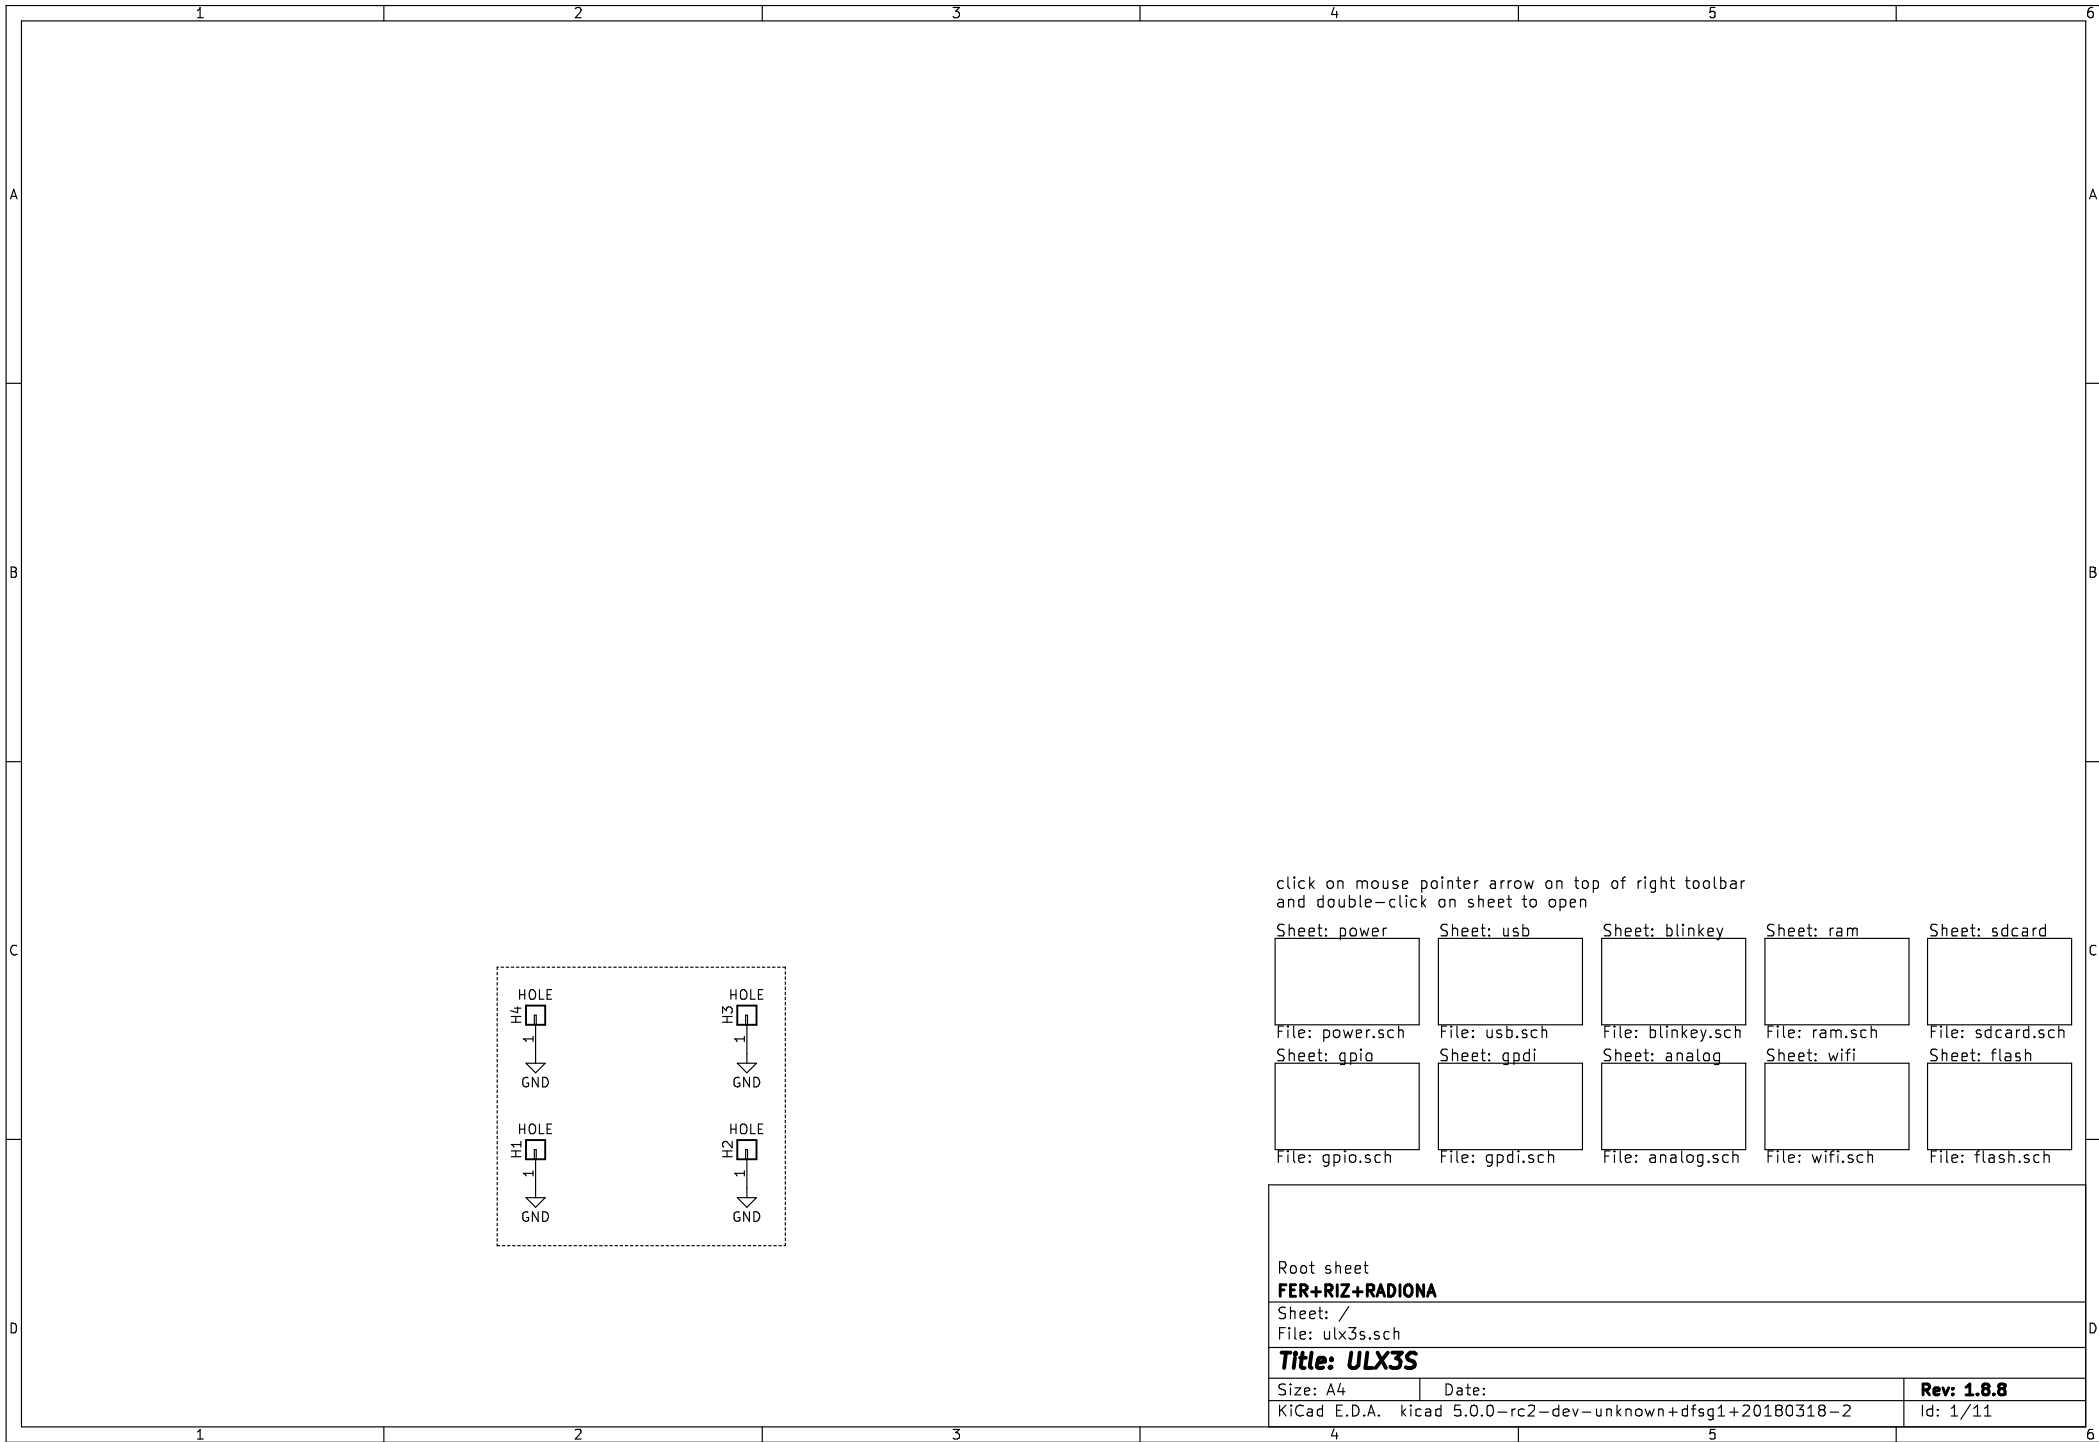 1 2 3 4 5 6
A A
B B
click on mouse pointer arrow on top of right toolbar
and double-click on sheet to open
Sheet: power Sheet: usb Sheet: blinkey Sheet: ram Sheet: sdcard
C C
HOLE HOLE
H4 H3
File: power.sch File: usb.sch File: blinkey.sch File: ram.sch File: sdcard.sch
1 1
Sheet: gpio Sheet: gpdi Sheet: analog Sheet: wifi Sheet: flash
GND GND
HOLE HOLE
H1 H2
File: gpio.sch File: gpdi.sch File: analog.sch File: wifi.sch File: flash.sch
1 1
GND GND
Root sheet
FER+RIZ+RADIONA
Sheet: /
D D
File: ulx3s.sch
Title: ULX3S
Size: A4 Date: Rev: 1.8.8
KiCad E.D.A. kicad 5.0.0-rc2-dev-unknown+dfsg1+20180318-2 Id: 1/11
1 2 3 4 5 6